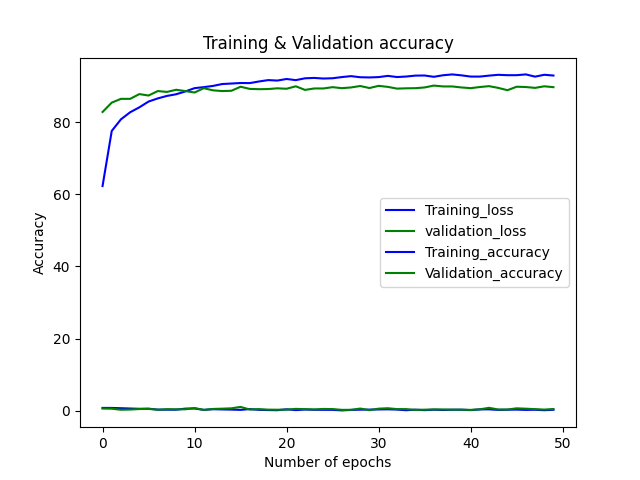 Training & Validation accuracy
Accuracy
80
60
40
20
0
Training_loss
validation_loss
Training_accuracy
Validation_accuracy
0 10 20 30 40 50
Number of epochs